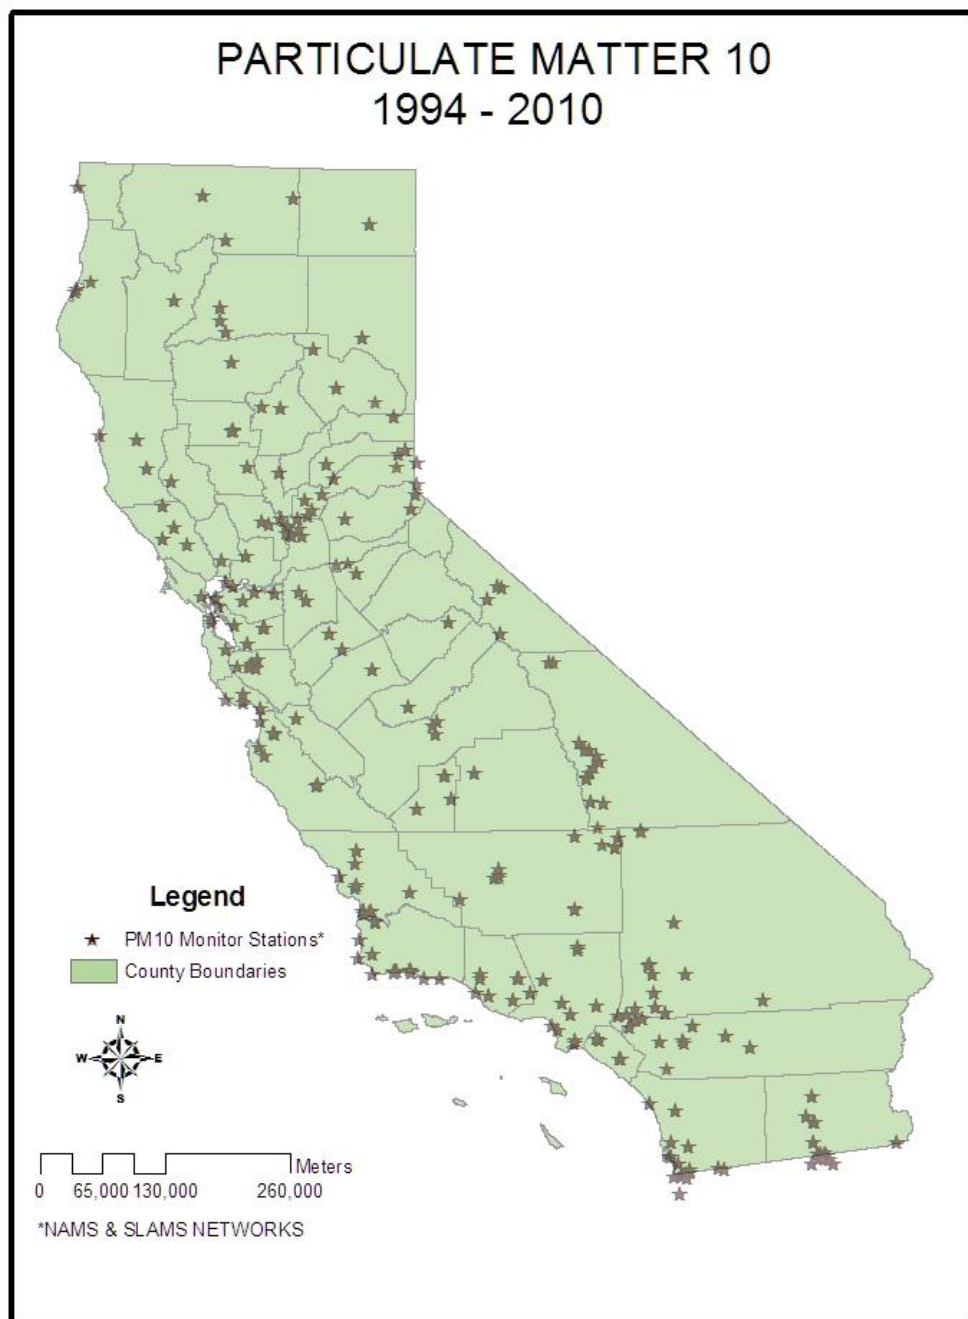 PARTICULATE MATTER 10
1994 - 2010
Legend
PM10 Monitor Stations*
County Boundaries
N
W E
S
Meters
0 65,000 130,000 260,000
*NAMS & SLAMS NETWORKS